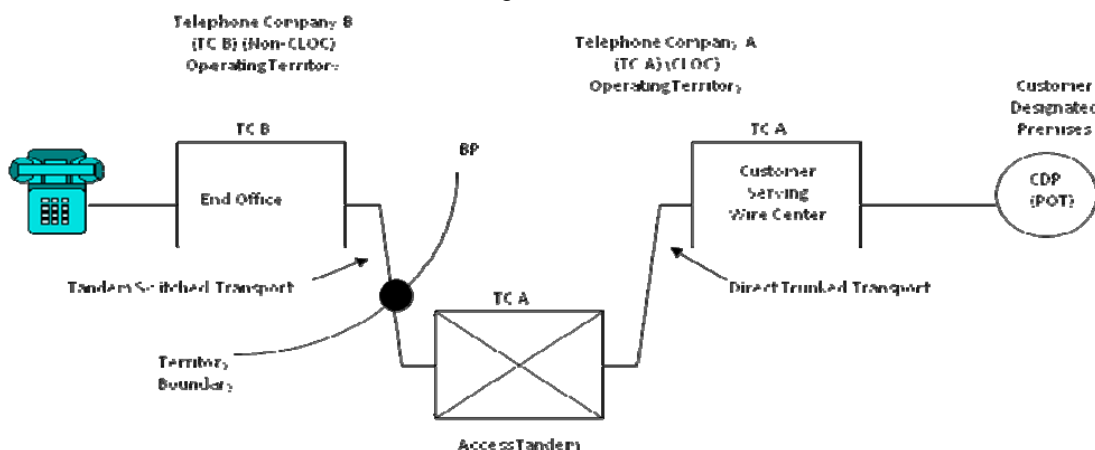 Telephone Company B
(TC B) (Non-CLOC)
Operating Territory
Telephone Company A
(TC A) (CLOC)
Operating Territory
Customer
Designated
Premises
TC B
BP
TC A
End Office
Customer
Serving
Wire Center
CDP
(POT)
Tandem Switched Transport
TC A
Direct Trunked Transport
Territory
Boundary
Access Tandem